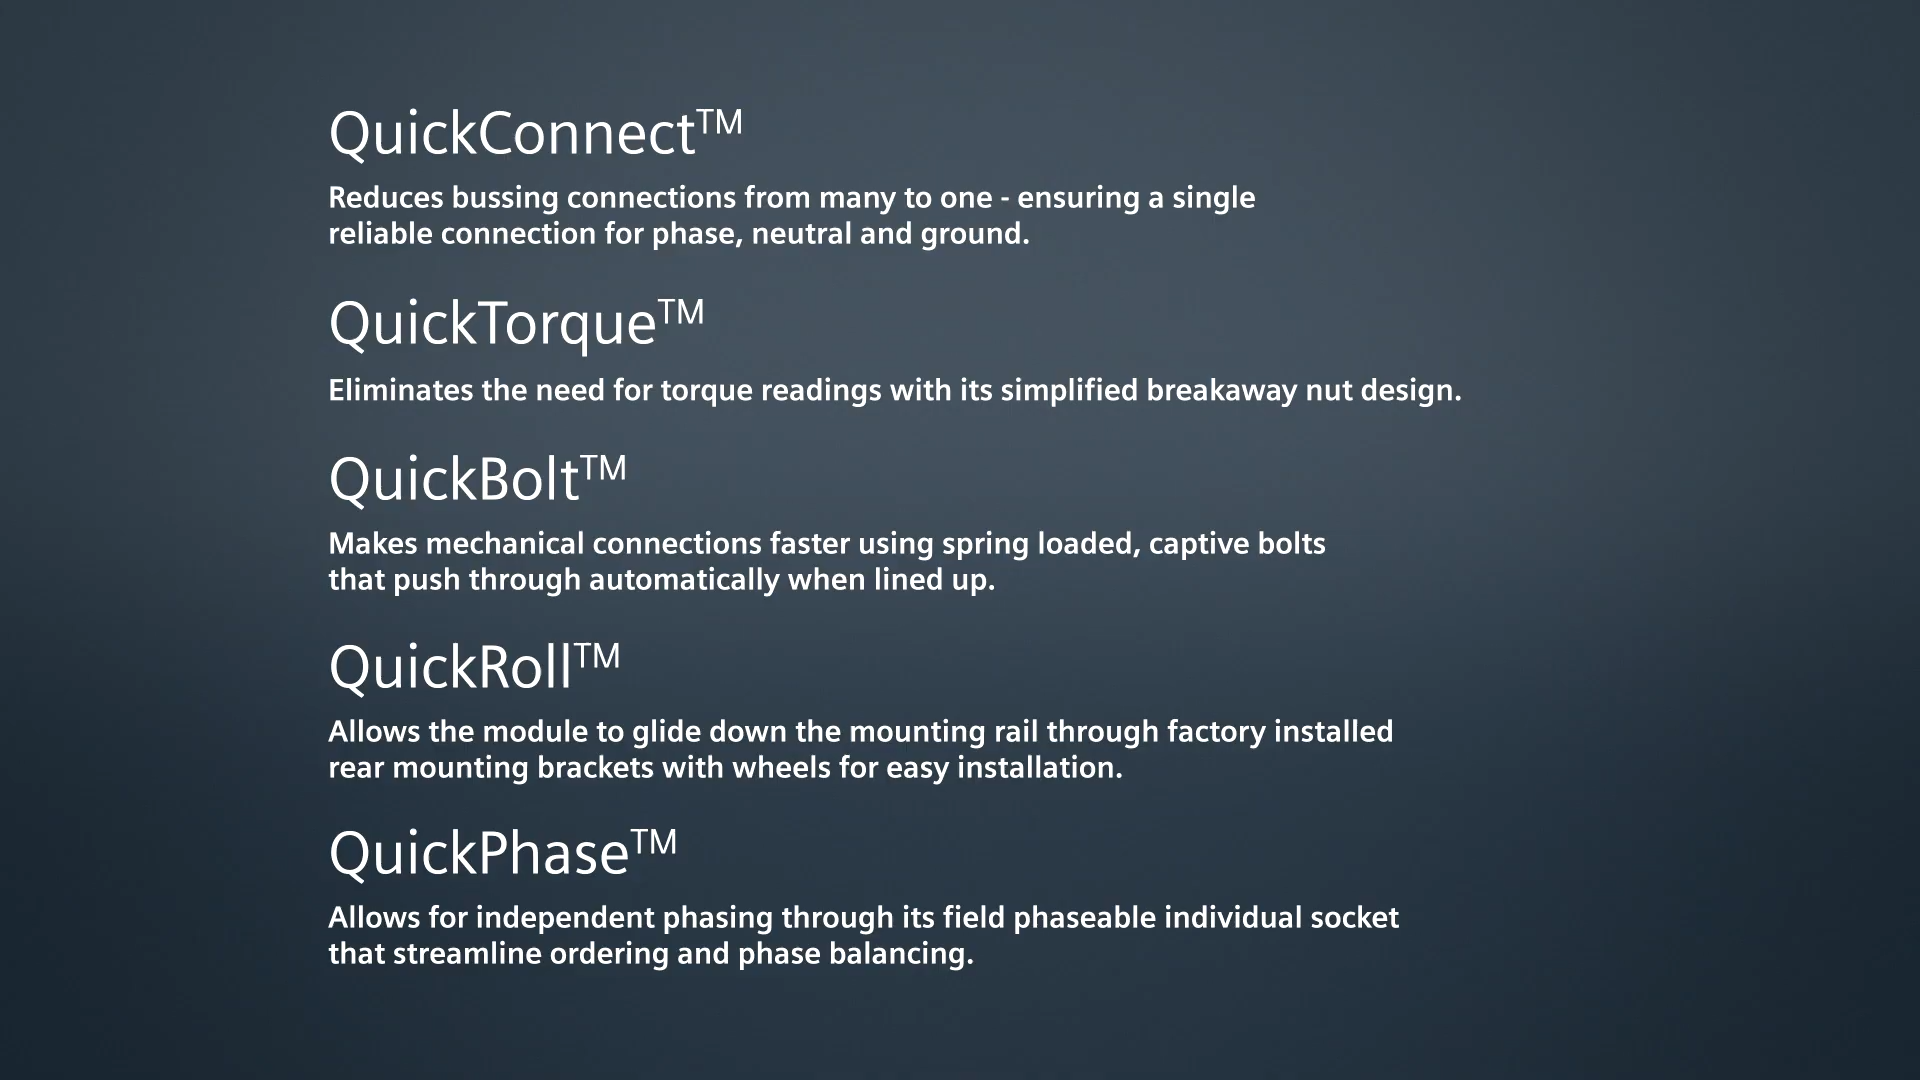 QuickConnect™
Reduces bussing connections from many to one - ensuring a single
reliable connection for phase, neutral and ground.
QuickTorque™
Eliminates the need for torque readings with its simplified breakaway nut design.
QuickBolt™
Makes mechanical connections faster using spring loaded, captive bolts
that push through automatically when lined up.
QuickRoll™
Allows the module to glide down the mounting rail through factory installed
rear mounting brackets with wheels for easy installation.
QuickPhase™
Allows for independent phasing through its field phaseable individual socket
that streamline ordering and phase balancing.